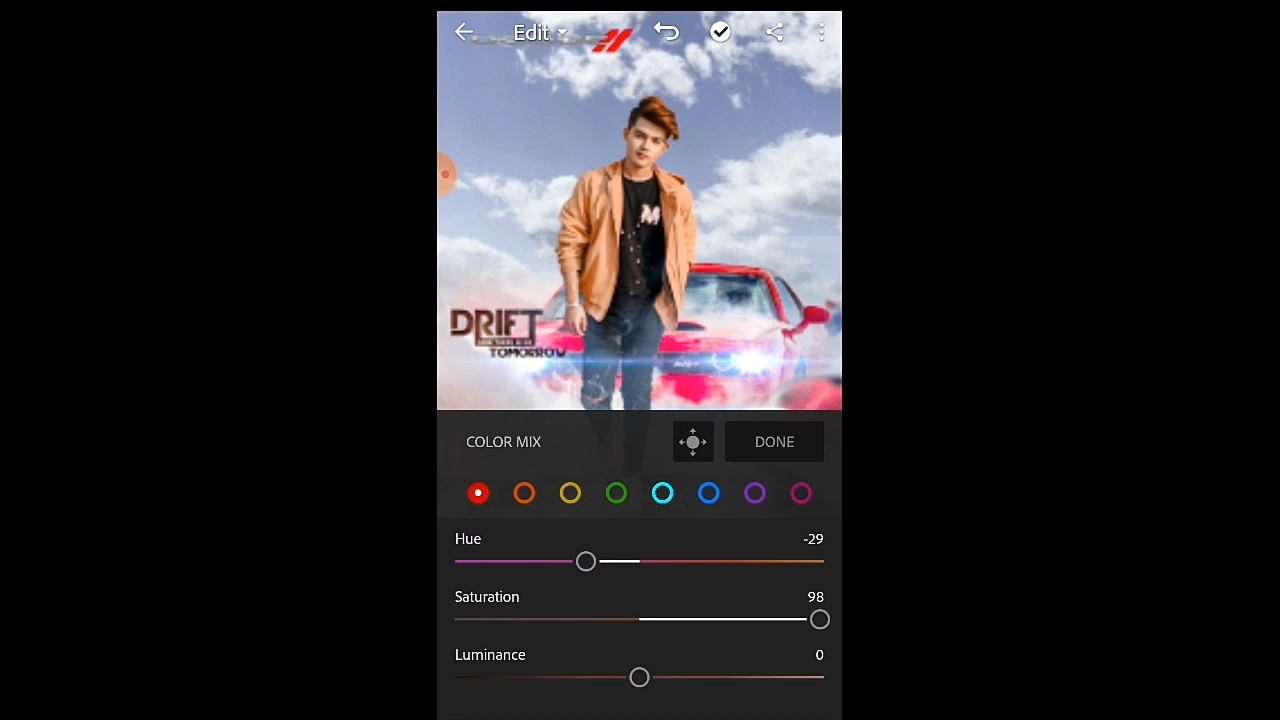 Edit
M
DRIFT
TOMORROW
COLOR MIX
DONE
Hue
-29
Saturation
98
Luminance
0